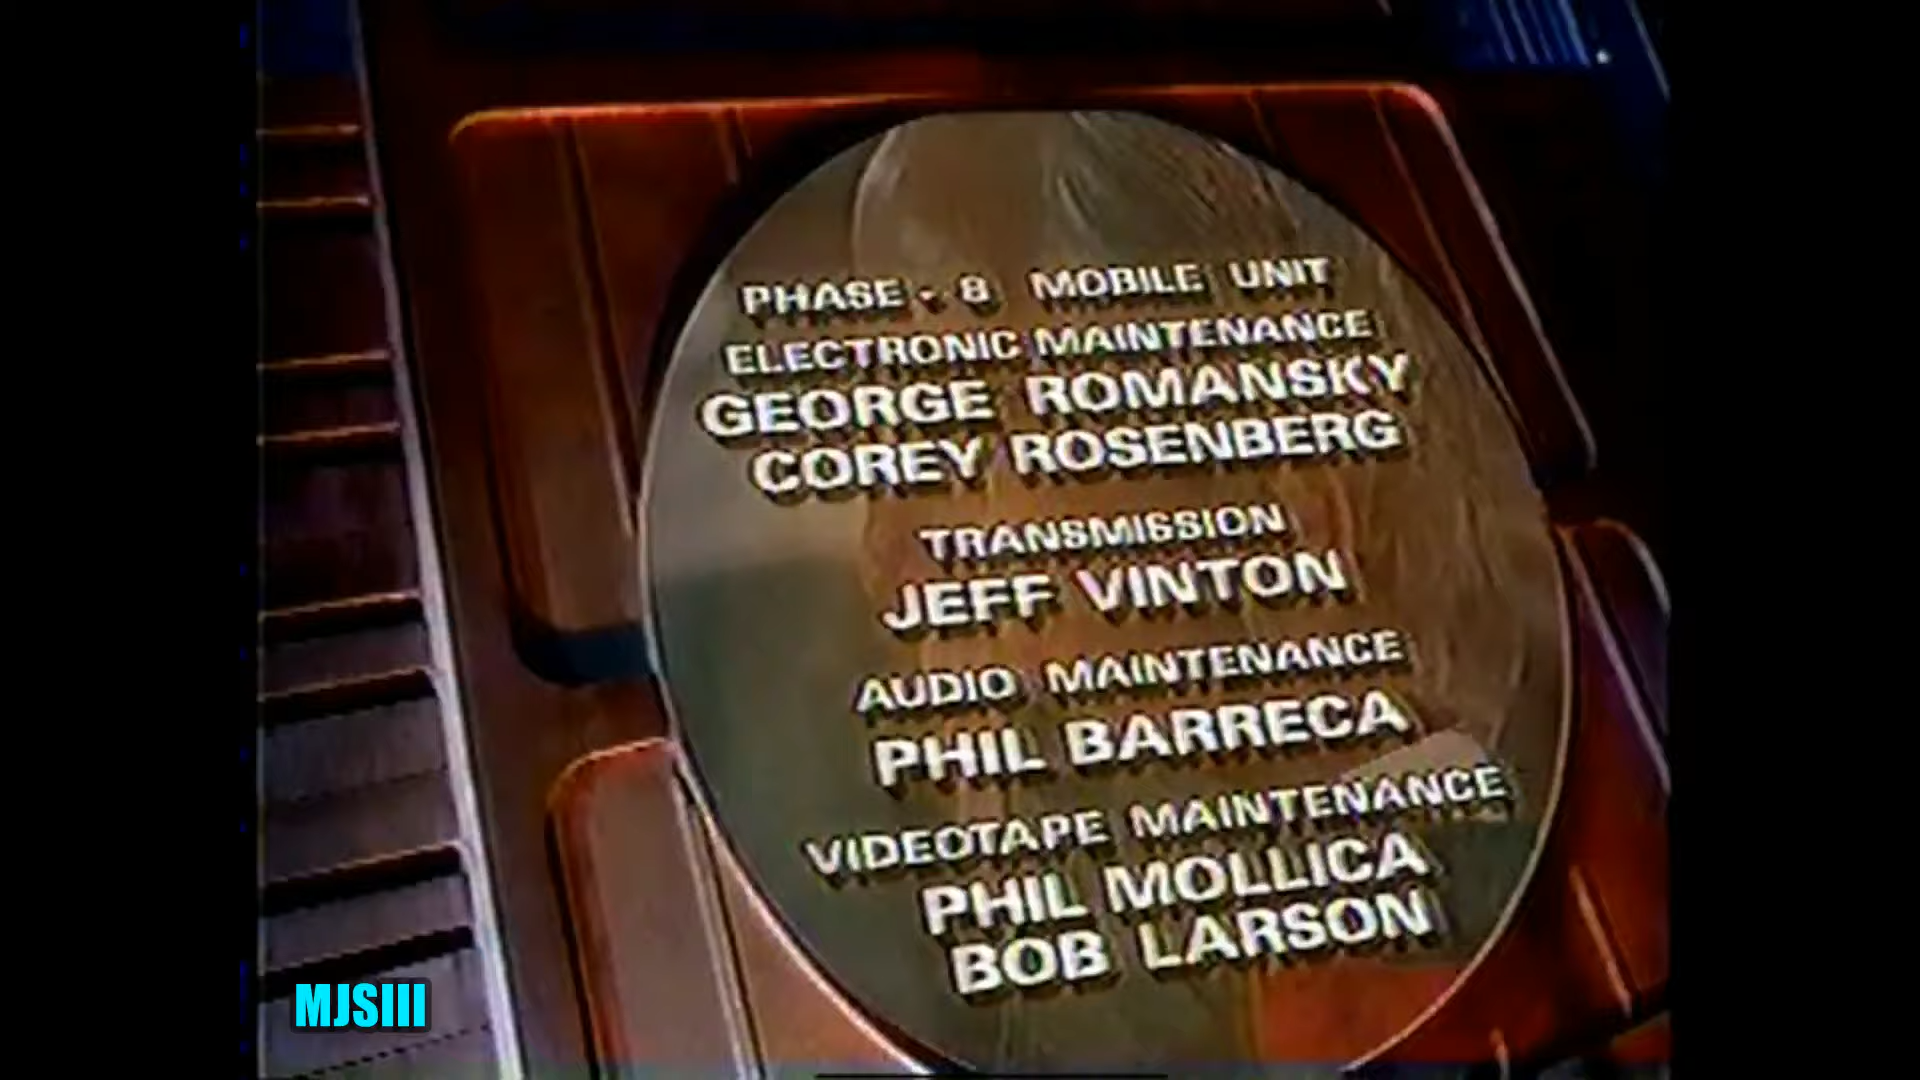 PHASE - 8 MOBILE UNIT
ELECTRONIC MAINTENANCE
GEORGE ROMANSKY
COREY ROSENBERG
TRANSMISSION
JEFF VINTON
AUDIO MAINTENANCE
PHIL BARRECA
VIDEOTAPE MAINTENANCE
PHIL MOLLICA
BOB LARSON
MJSIII